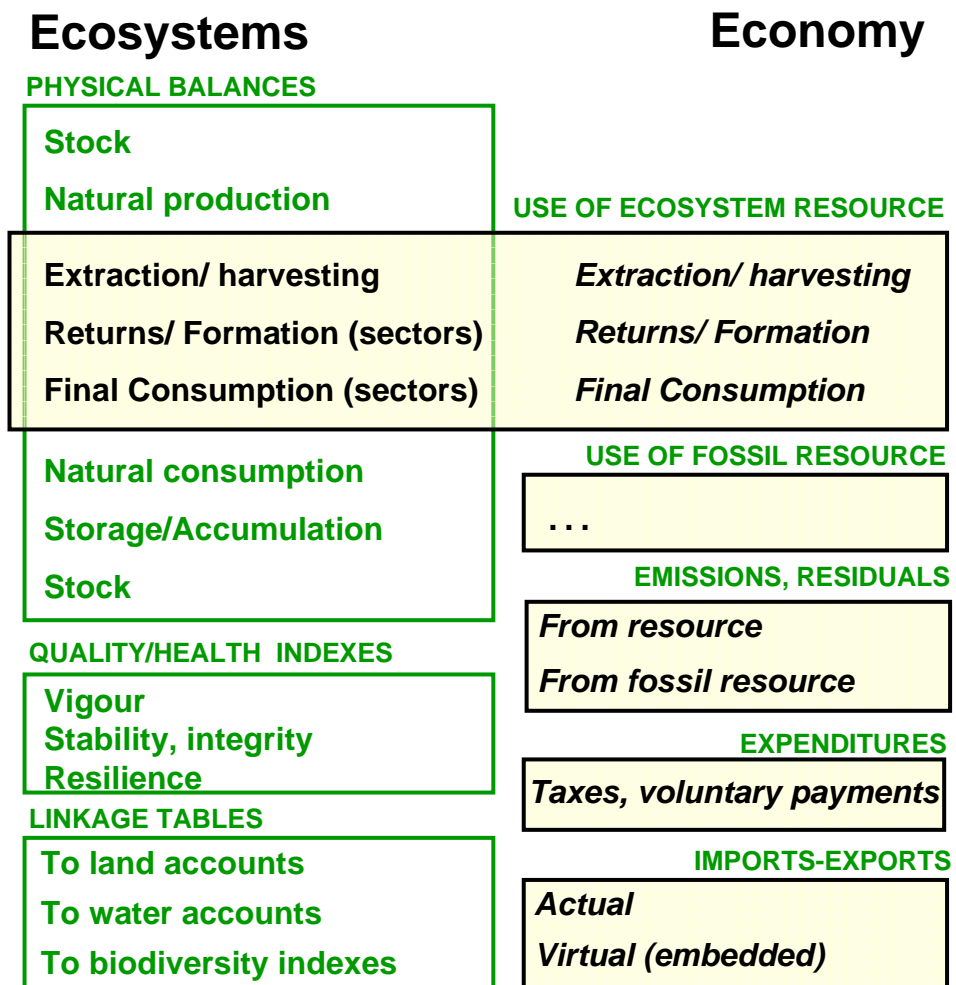 Ecosystems
PHYSICAL BALANCES
Stock
Natural production
Extraction/ harvesting
Returns/ Formation (sectors)
Final Consumption (sectors)
Natural consumption
Storage/Accumulation
Stock
QUALITY/HEALTH INDEXES
Vigour
Stability, integrity
Resilience
LINKAGE TABLES
To land accounts
To water accounts
To biodiversity indexes
Economy
USE OF ECOSYSTEM RESOURCE
Extraction/ harvesting
Returns/ Formation
Final Consumption
USE OF FOSSIL RESOURCE
...
EMISSIONS, RESIDUALS
From resource
From fossil resource
EXPENDITURES
Taxes, voluntary payments
IMPORTS-EXPORTS
Actual
Virtual (embedded)